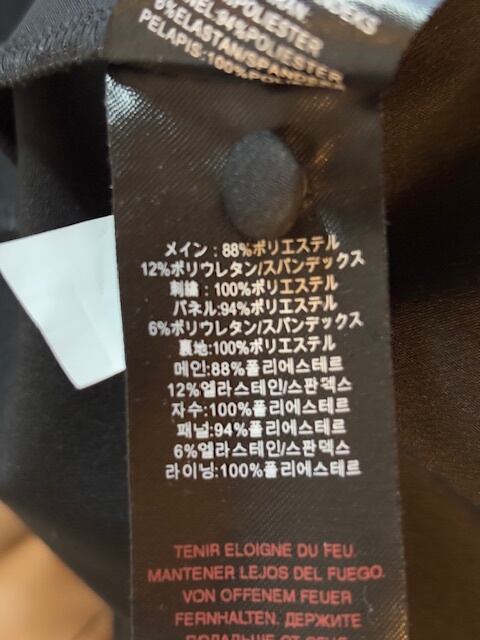 POLYESTER
6%ELASTAN/SPANDEKS
PELAPIS:100%POLYESTER
メイン：88%ポリエステル
12%ポリウレタン/スパンデックス
刺繍：100%ポリエステル
パネル:94%ポリエステル
6%ポリウレタン/スパンデックス
裏地:100%ポリエステル
메인:88%폴리에스테르
12%엘라스테인/스판덱스
자수:100%폴리에스테르
패널:94%폴리에스테르
6%엘라스테인/스판덱스
라이닝:100%폴리에스테르
TENIR ELOIGNE DU FEU.
MANTENER LEJOS DEL FUEGO.
VON OFFENEM FEUER
FERNHALTEN. ДЕРЖИТЕ